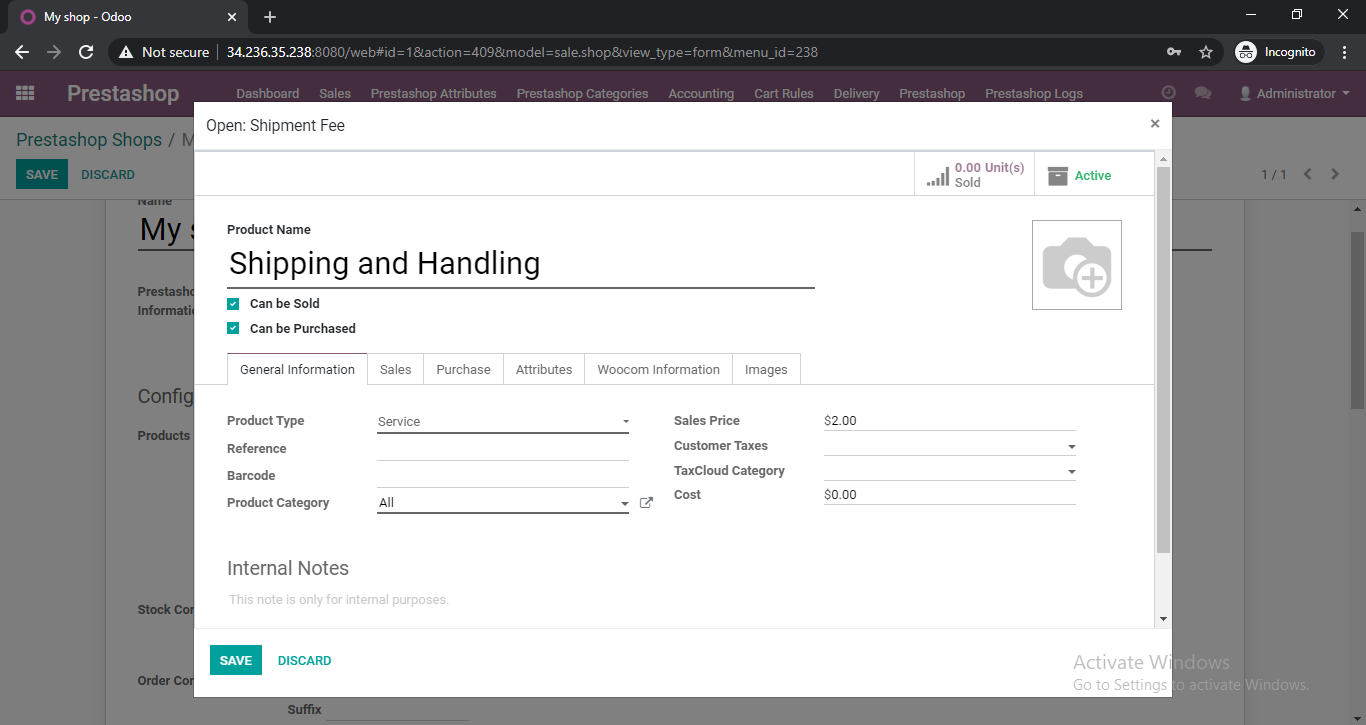 My shop - Odoo
Not secure 34.236.35.238:8080/web#id=1&action=409&model=sale.shop&view_type=form&menu_id=238
Incognito
Prestashop Dashboard Sales Prestashop Attributes Prestashop Categories Accounting Cart Rules Delivery Prestashop Prestashop Logs Administrator
Prestashop Shops / M
SAVE DISCARD
1 / 1
Name
My s
Prestasho
Informati
Config
Products
Stock Cor
Order Cor
Suffix
Open: Shipment Fee ×
0.00 Unit(s)
Sold
Active
Product Name
Shipping and Handling
Can be Sold
Can be Purchased
General Information Sales Purchase Attributes Woocom Information Images
Product Type Service
Reference
Barcode
Product Category All
Sales Price $2.00
Customer Taxes
TaxCloud Category
Cost $0.00
Internal Notes
This note is only for internal purposes.
SAVE DISCARD
Activate Windows
Go to Settings to activate Windows.